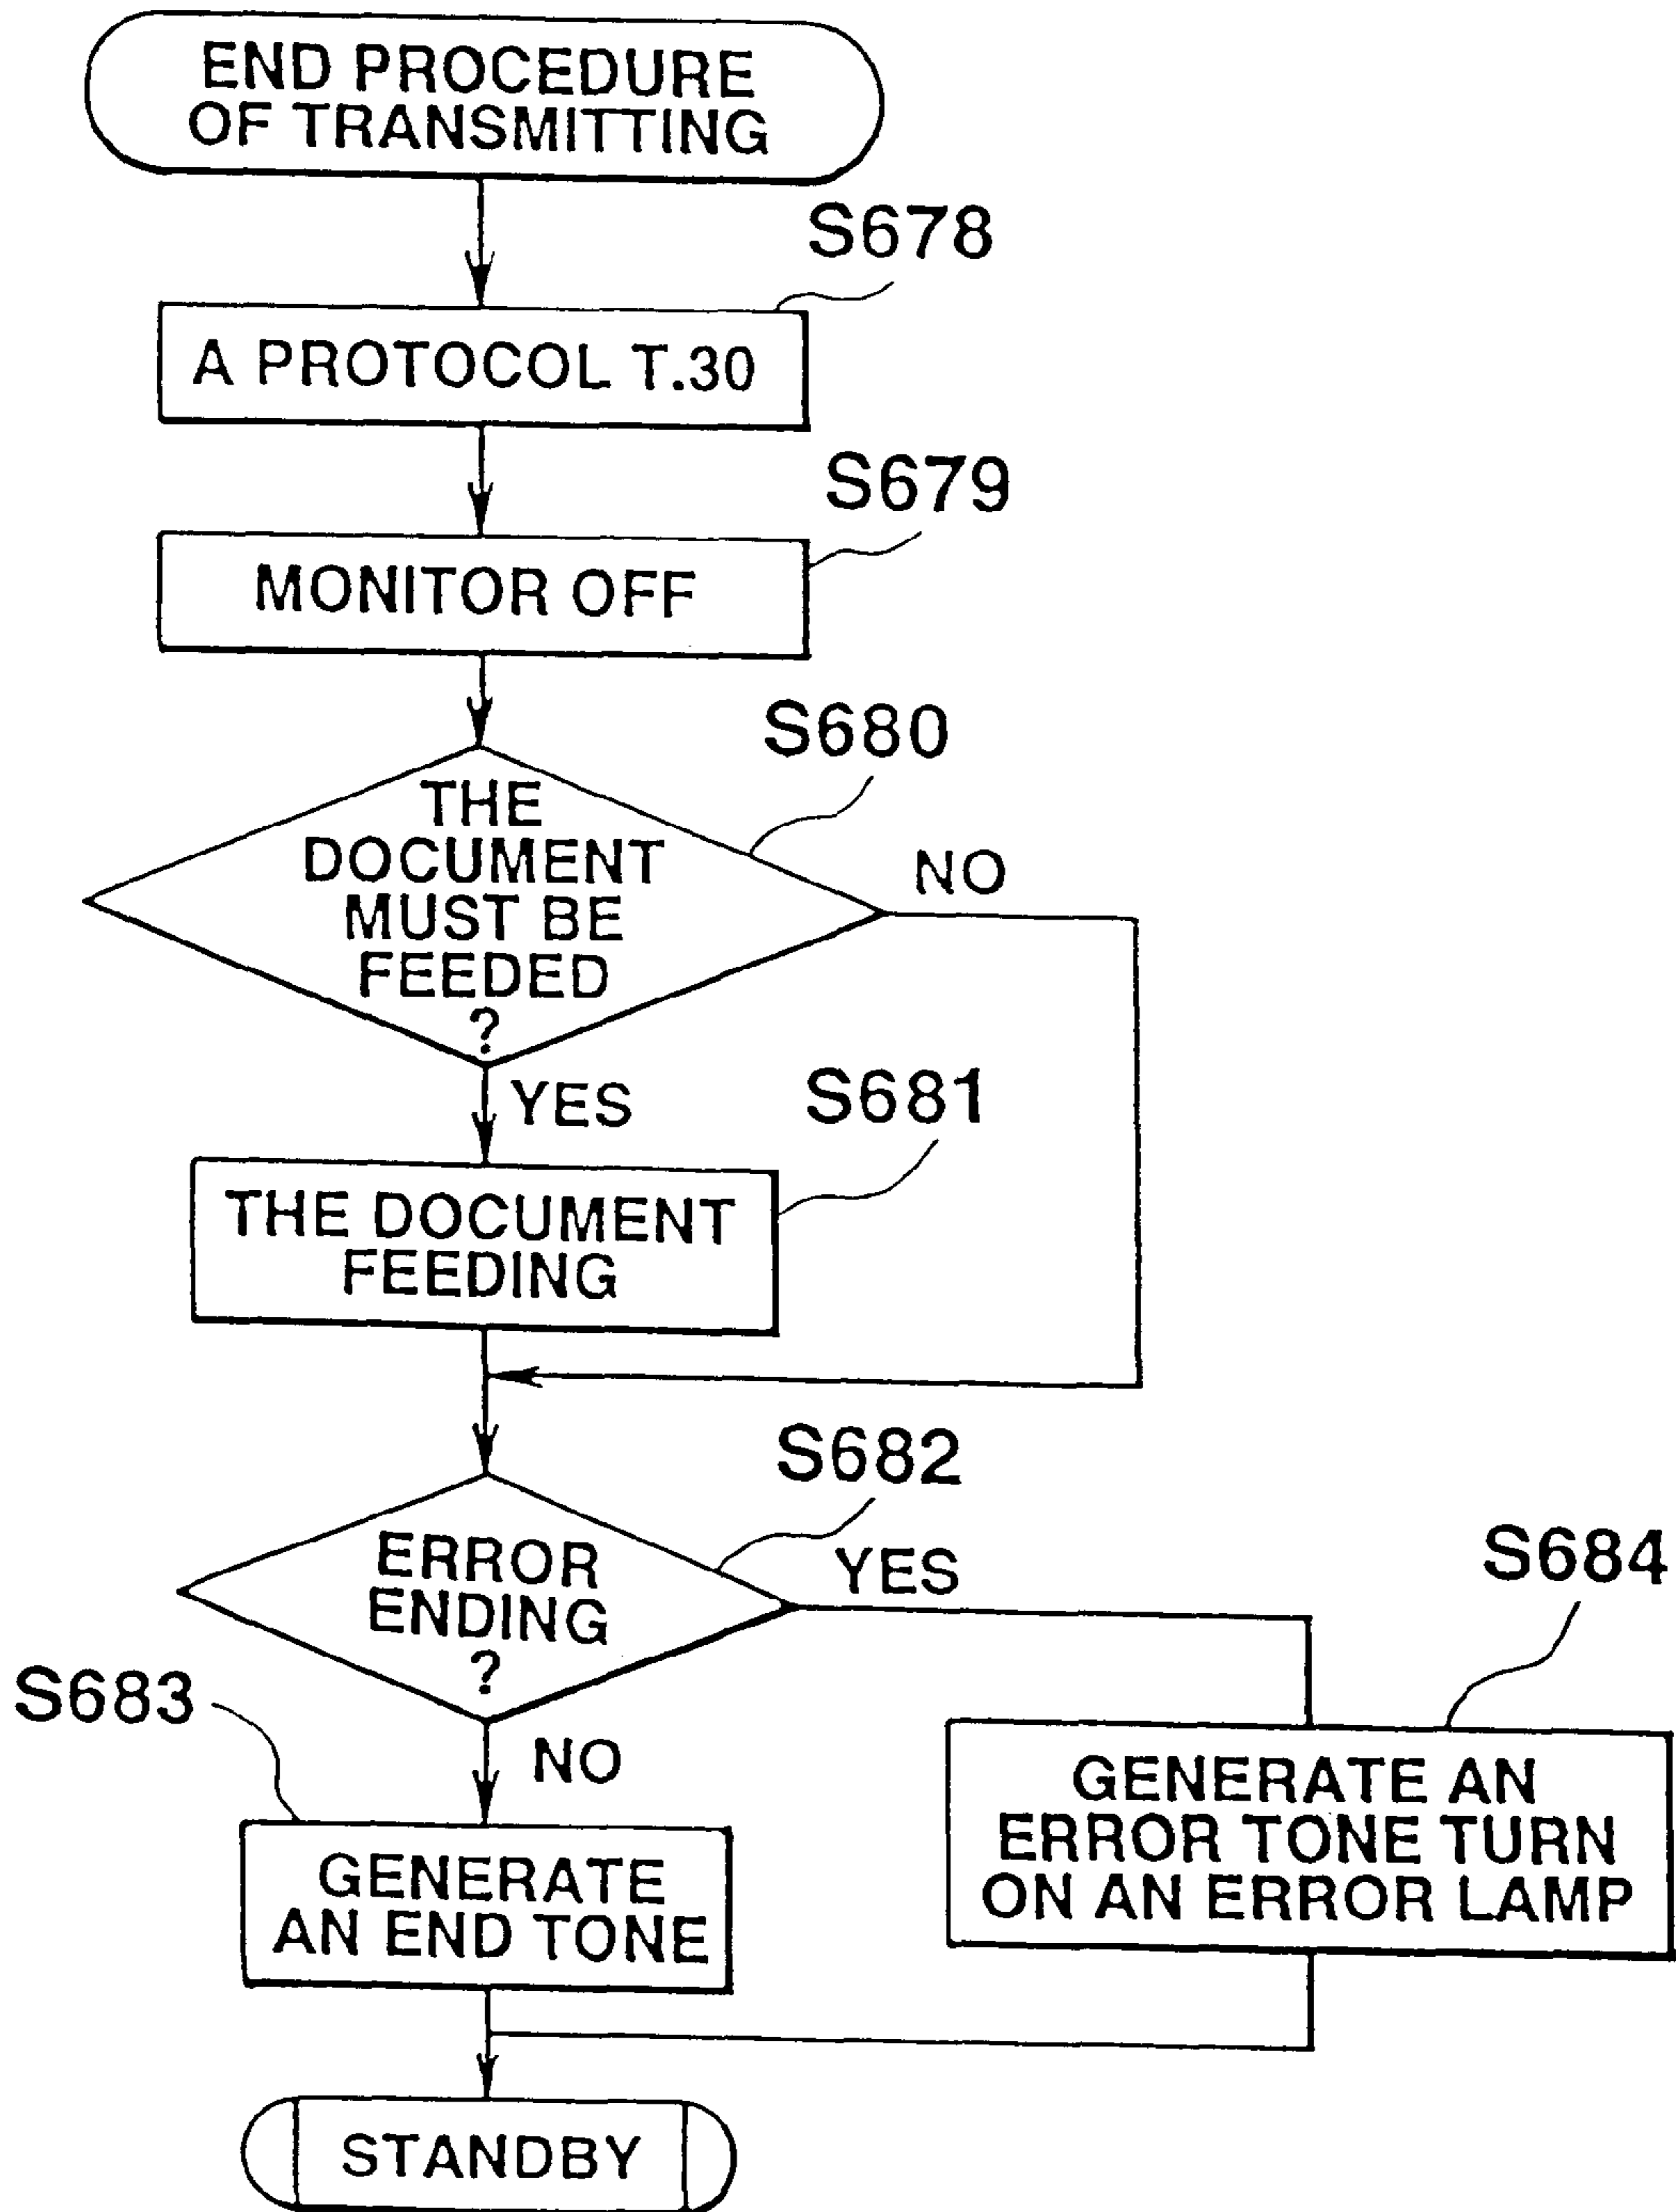 END PROCEDURE
OF TRANSMITTING
S678
A PROTOCOL T.30
S679
MONITOR OFF
S680
THE
DOCUMENT
MUST BE
FEEDED
?
NO
YES
S681
THE DOCUMENT
FEEDING
S682
ERROR
ENDING
?
YES
S684
S683
NO
GENERATE AN
ERROR TONE TURN
ON AN ERROR LAMP
GENERATE
AN END TONE
STANDBY